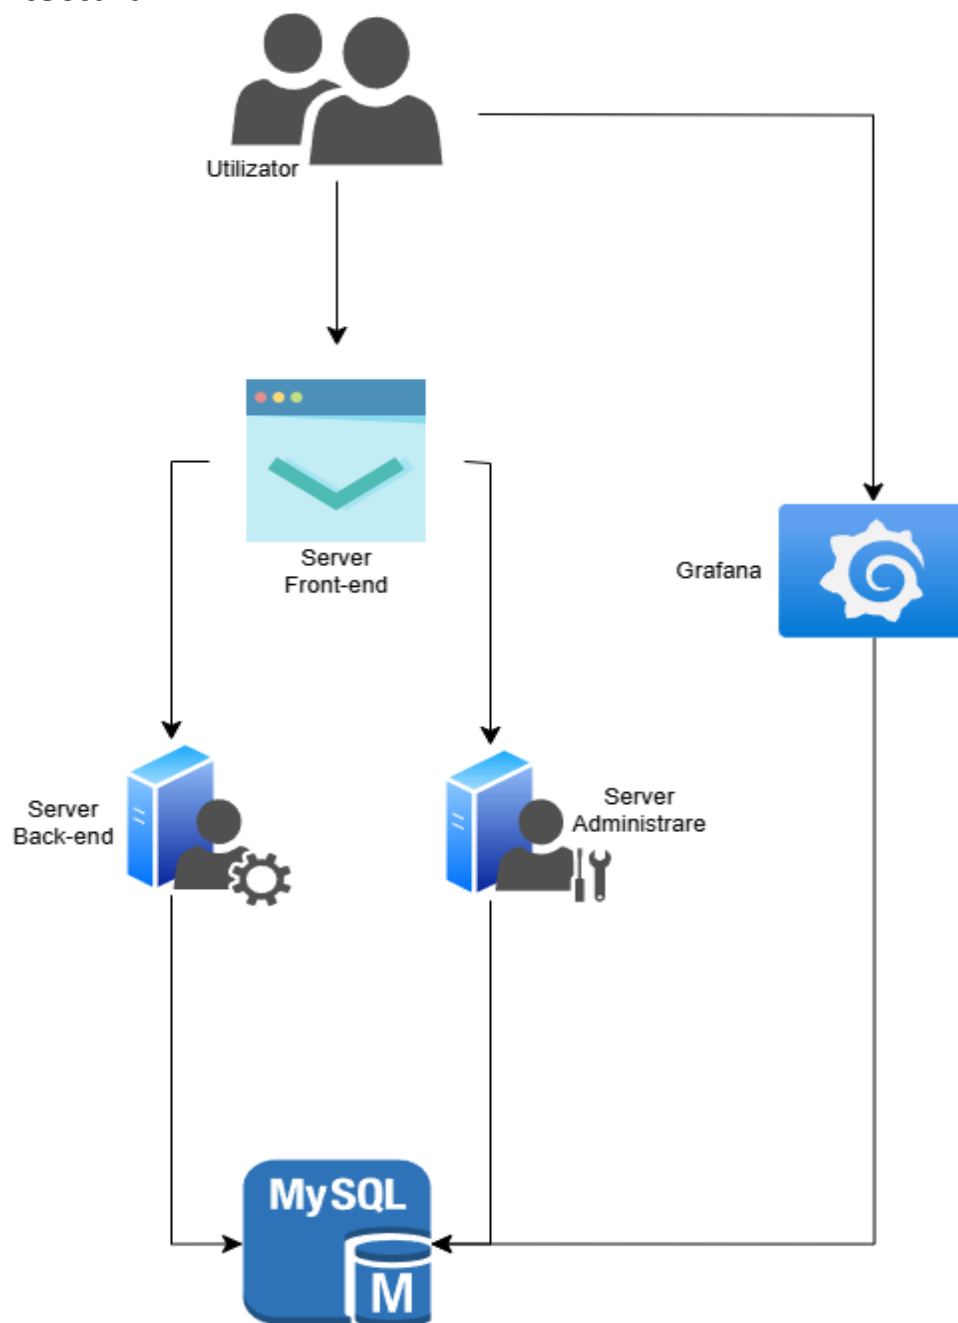 Utilizator
Server
Front-end
Grafana
Server
Back-end
Server
Administrare
MySQL
M